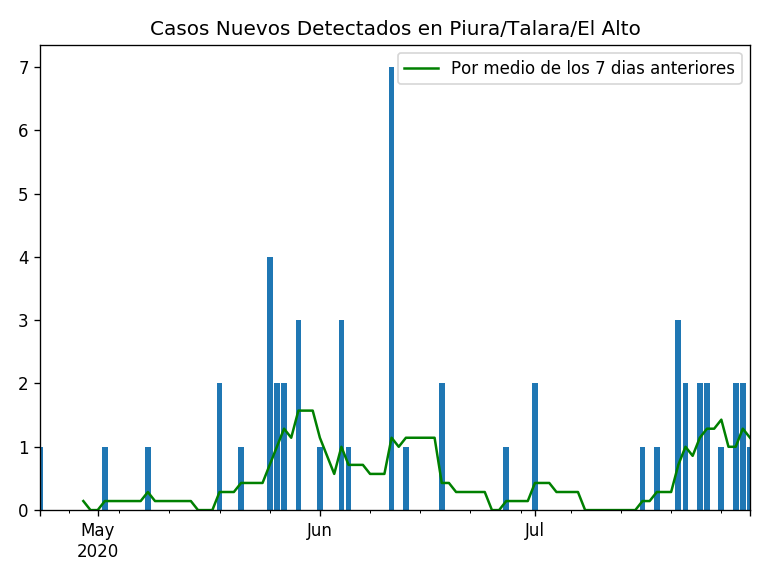 Casos Nuevos Detectados en Piura/Talara/El Alto
Por medio de los 7 dias anteriores
7
6
5
4
3
2
1
0
May
2020
Jun
Jul